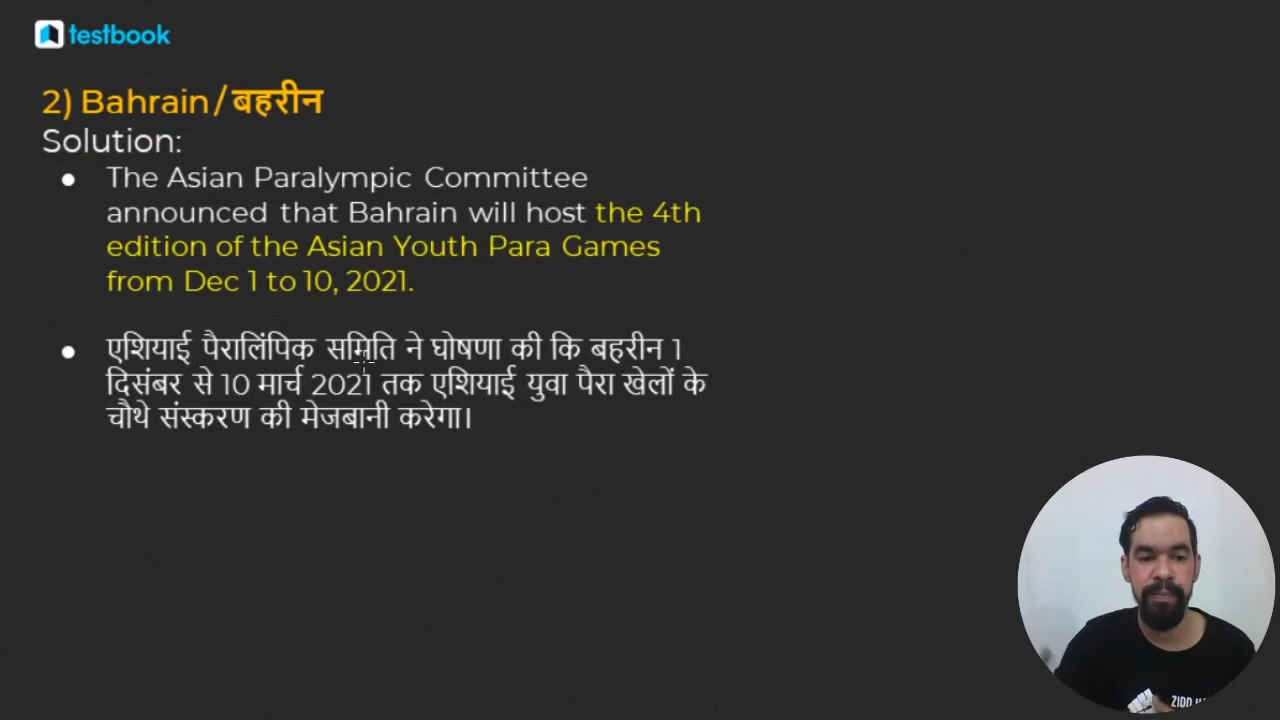 testbook
2) Bahrain / बहरीन
Solution:
● The Asian Paralympic Committee
announced that Bahrain will host the 4th
edition of the Asian Youth Para Games
from Dec 1 to 10, 2021.
● एशियाई पैरालिंपिक समिति ने घोषणा की कि बहरीन 1
दिसंबर से 10 मार्च 2021 तक एशियाई युवा पैरा खेलों के
चौथे संस्करण की मेजबानी करेगा।